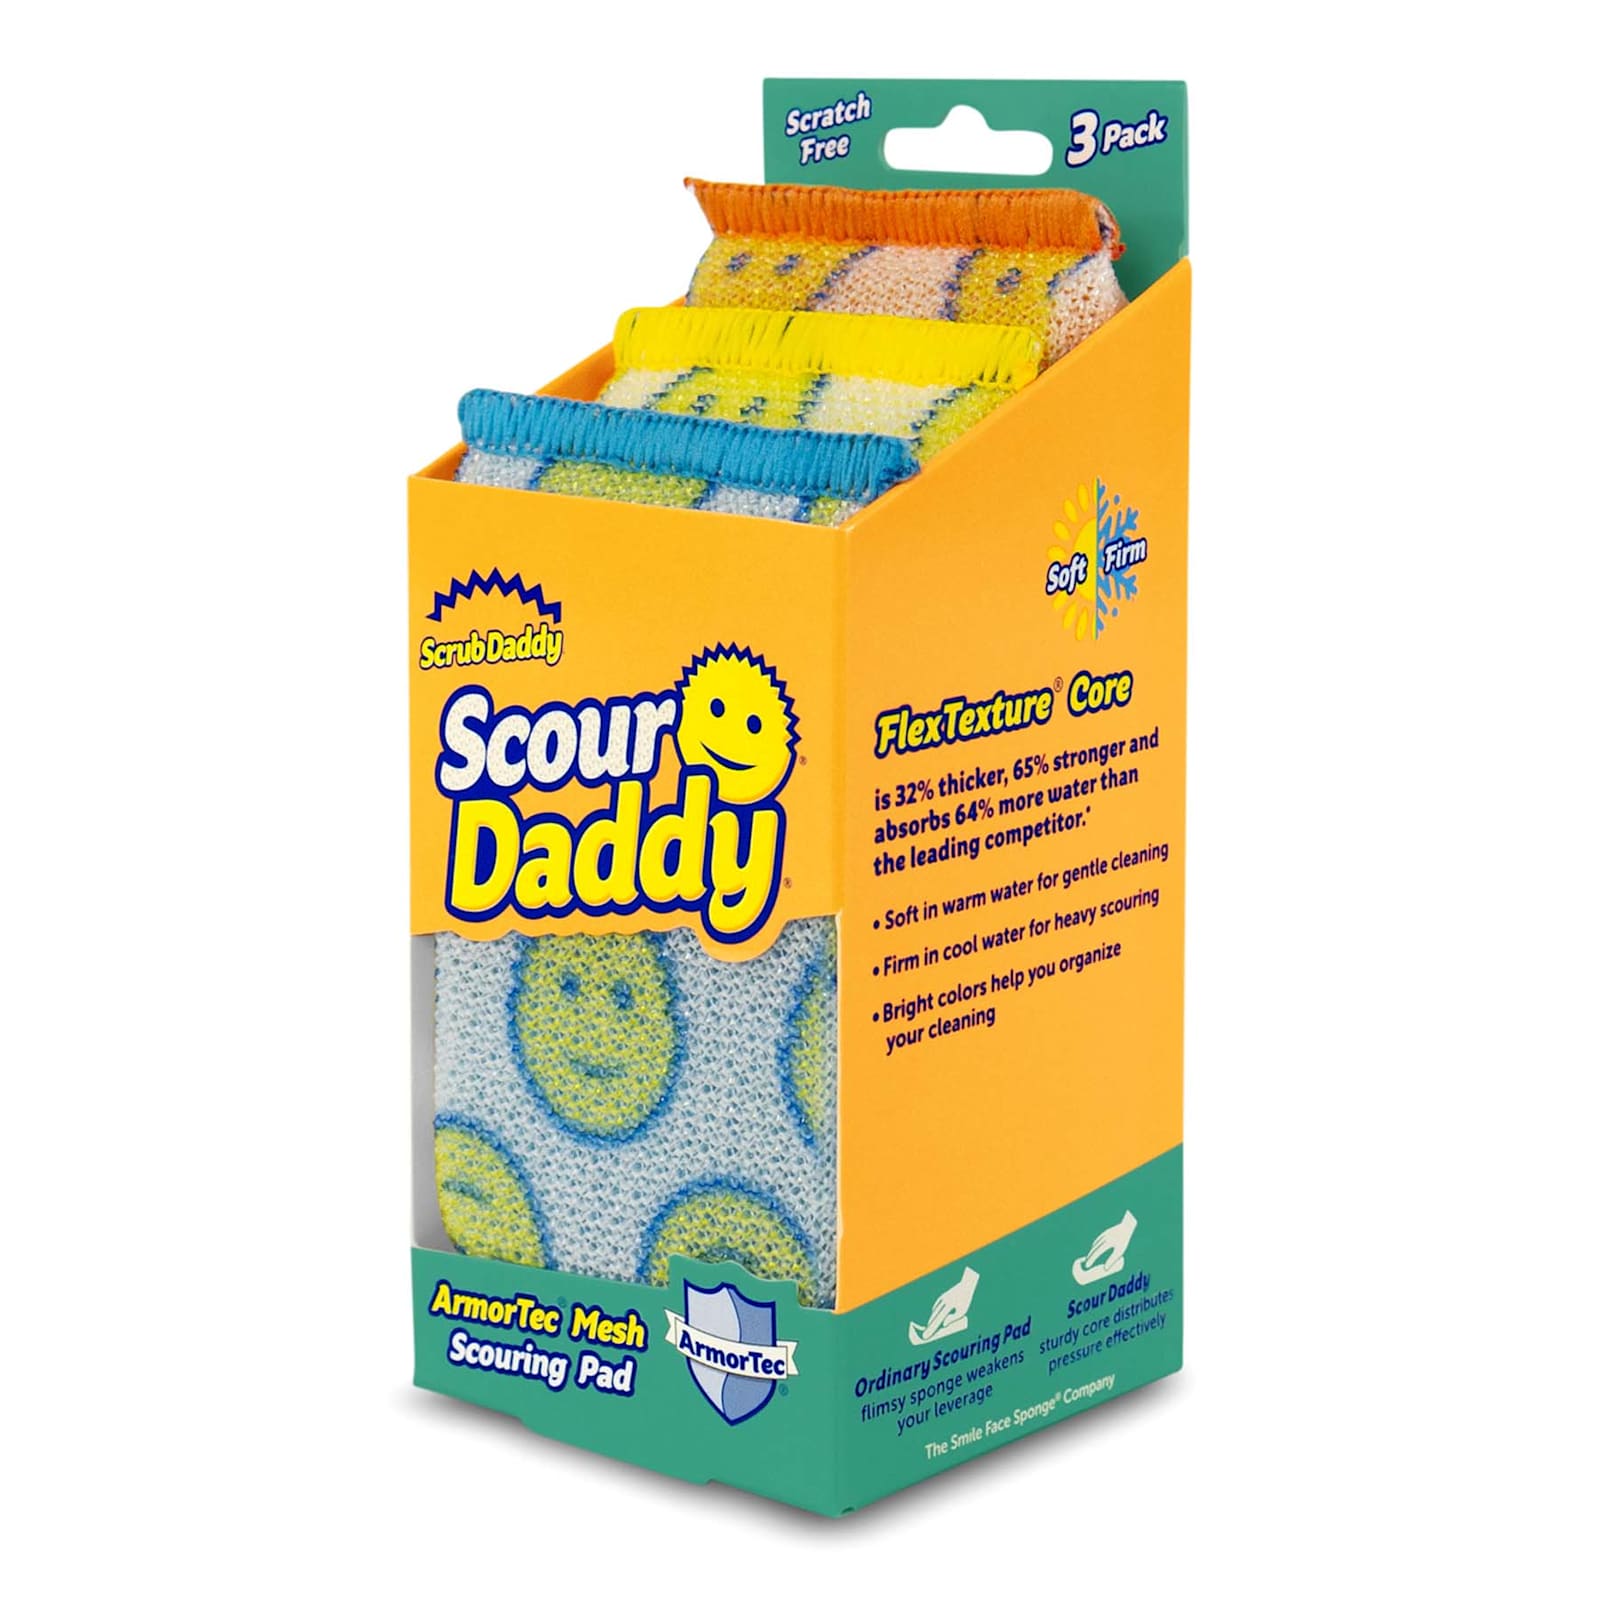 Scratch
Free
3 Pack
ScrubDaddy
Scour
Daddy®
ArmorTec® Mesh
Scouring Pad
ArmorTec®
Soft Firm
FlexTexture® Core
is 32% thicker, 65% stronger and
absorbs 64% more water than
the leading competitor.*
• Soft in warm water for gentle cleaning
• Firm in cool water for heavy scouring
• Bright colors help you organize
your cleaning
Ordinary Scouring Pad
flimsy sponge weakens
your leverage
Scour Daddy
sturdy core distributes
pressure effectively
The Smile Face Sponge® Company